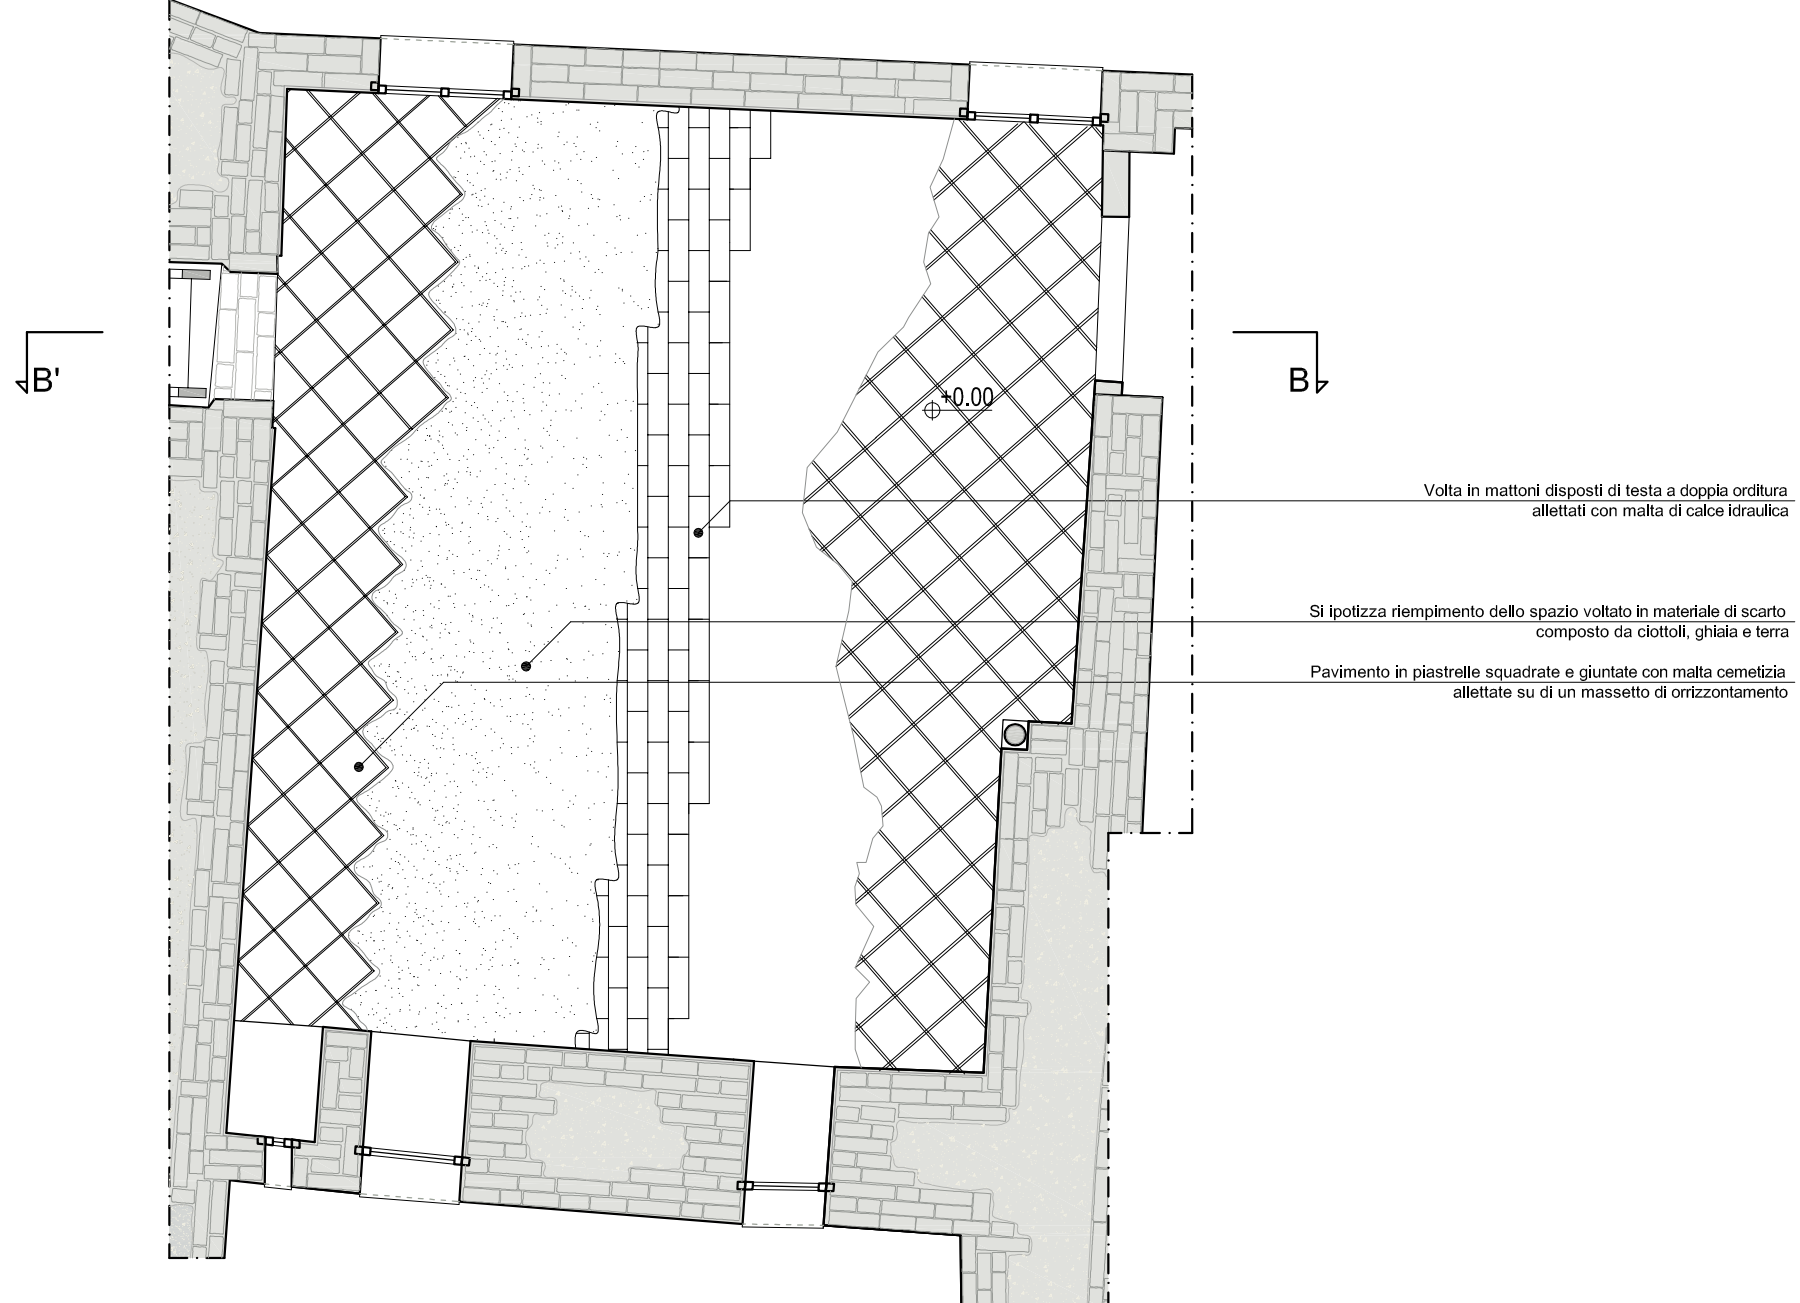 B'
B
+0.00
Volta in mattoni disposti di testa a doppia orditura
allettati con malta di calce idraulica
Si ipotizza riempimento dello spazio voltato in materiale di scarto
composto da ciottoli, ghiaia e terra
Pavimento in piastrelle squadrate e giuntate con malta cemetizia
allettate su di un massetto di orrizzontamento